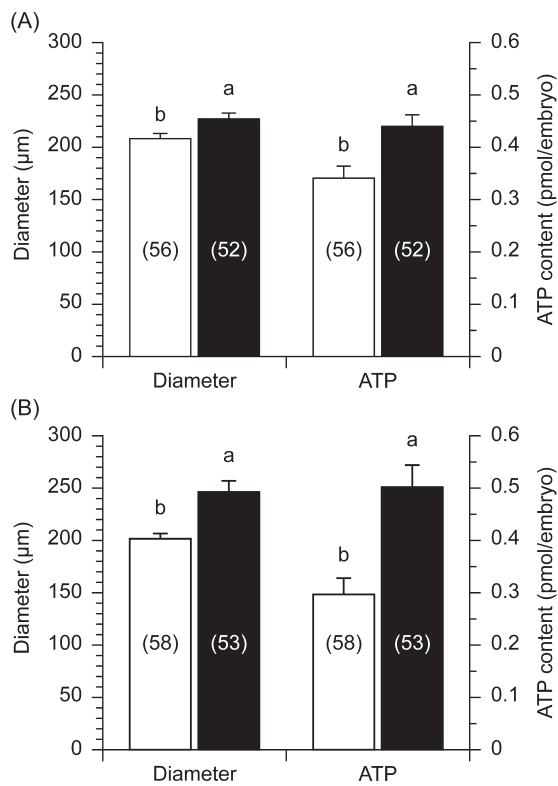 (A)
300
250
200
150
100
50
0
Diameter (μm)
b
a
b
a
(56)
(52)
(56)
(52)
0.6
0.5
0.4
0.3
0.2
0.1
0
ATP content (pmol/embryo)
Diameter
ATP
(B)
300
250
200
150
100
50
0
Diameter (μm)
b
a
b
a
(58)
(53)
(58)
(53)
0.6
0.5
0.4
0.3
0.2
0.1
0
ATP content (pmol/embryo)
Diameter
ATP